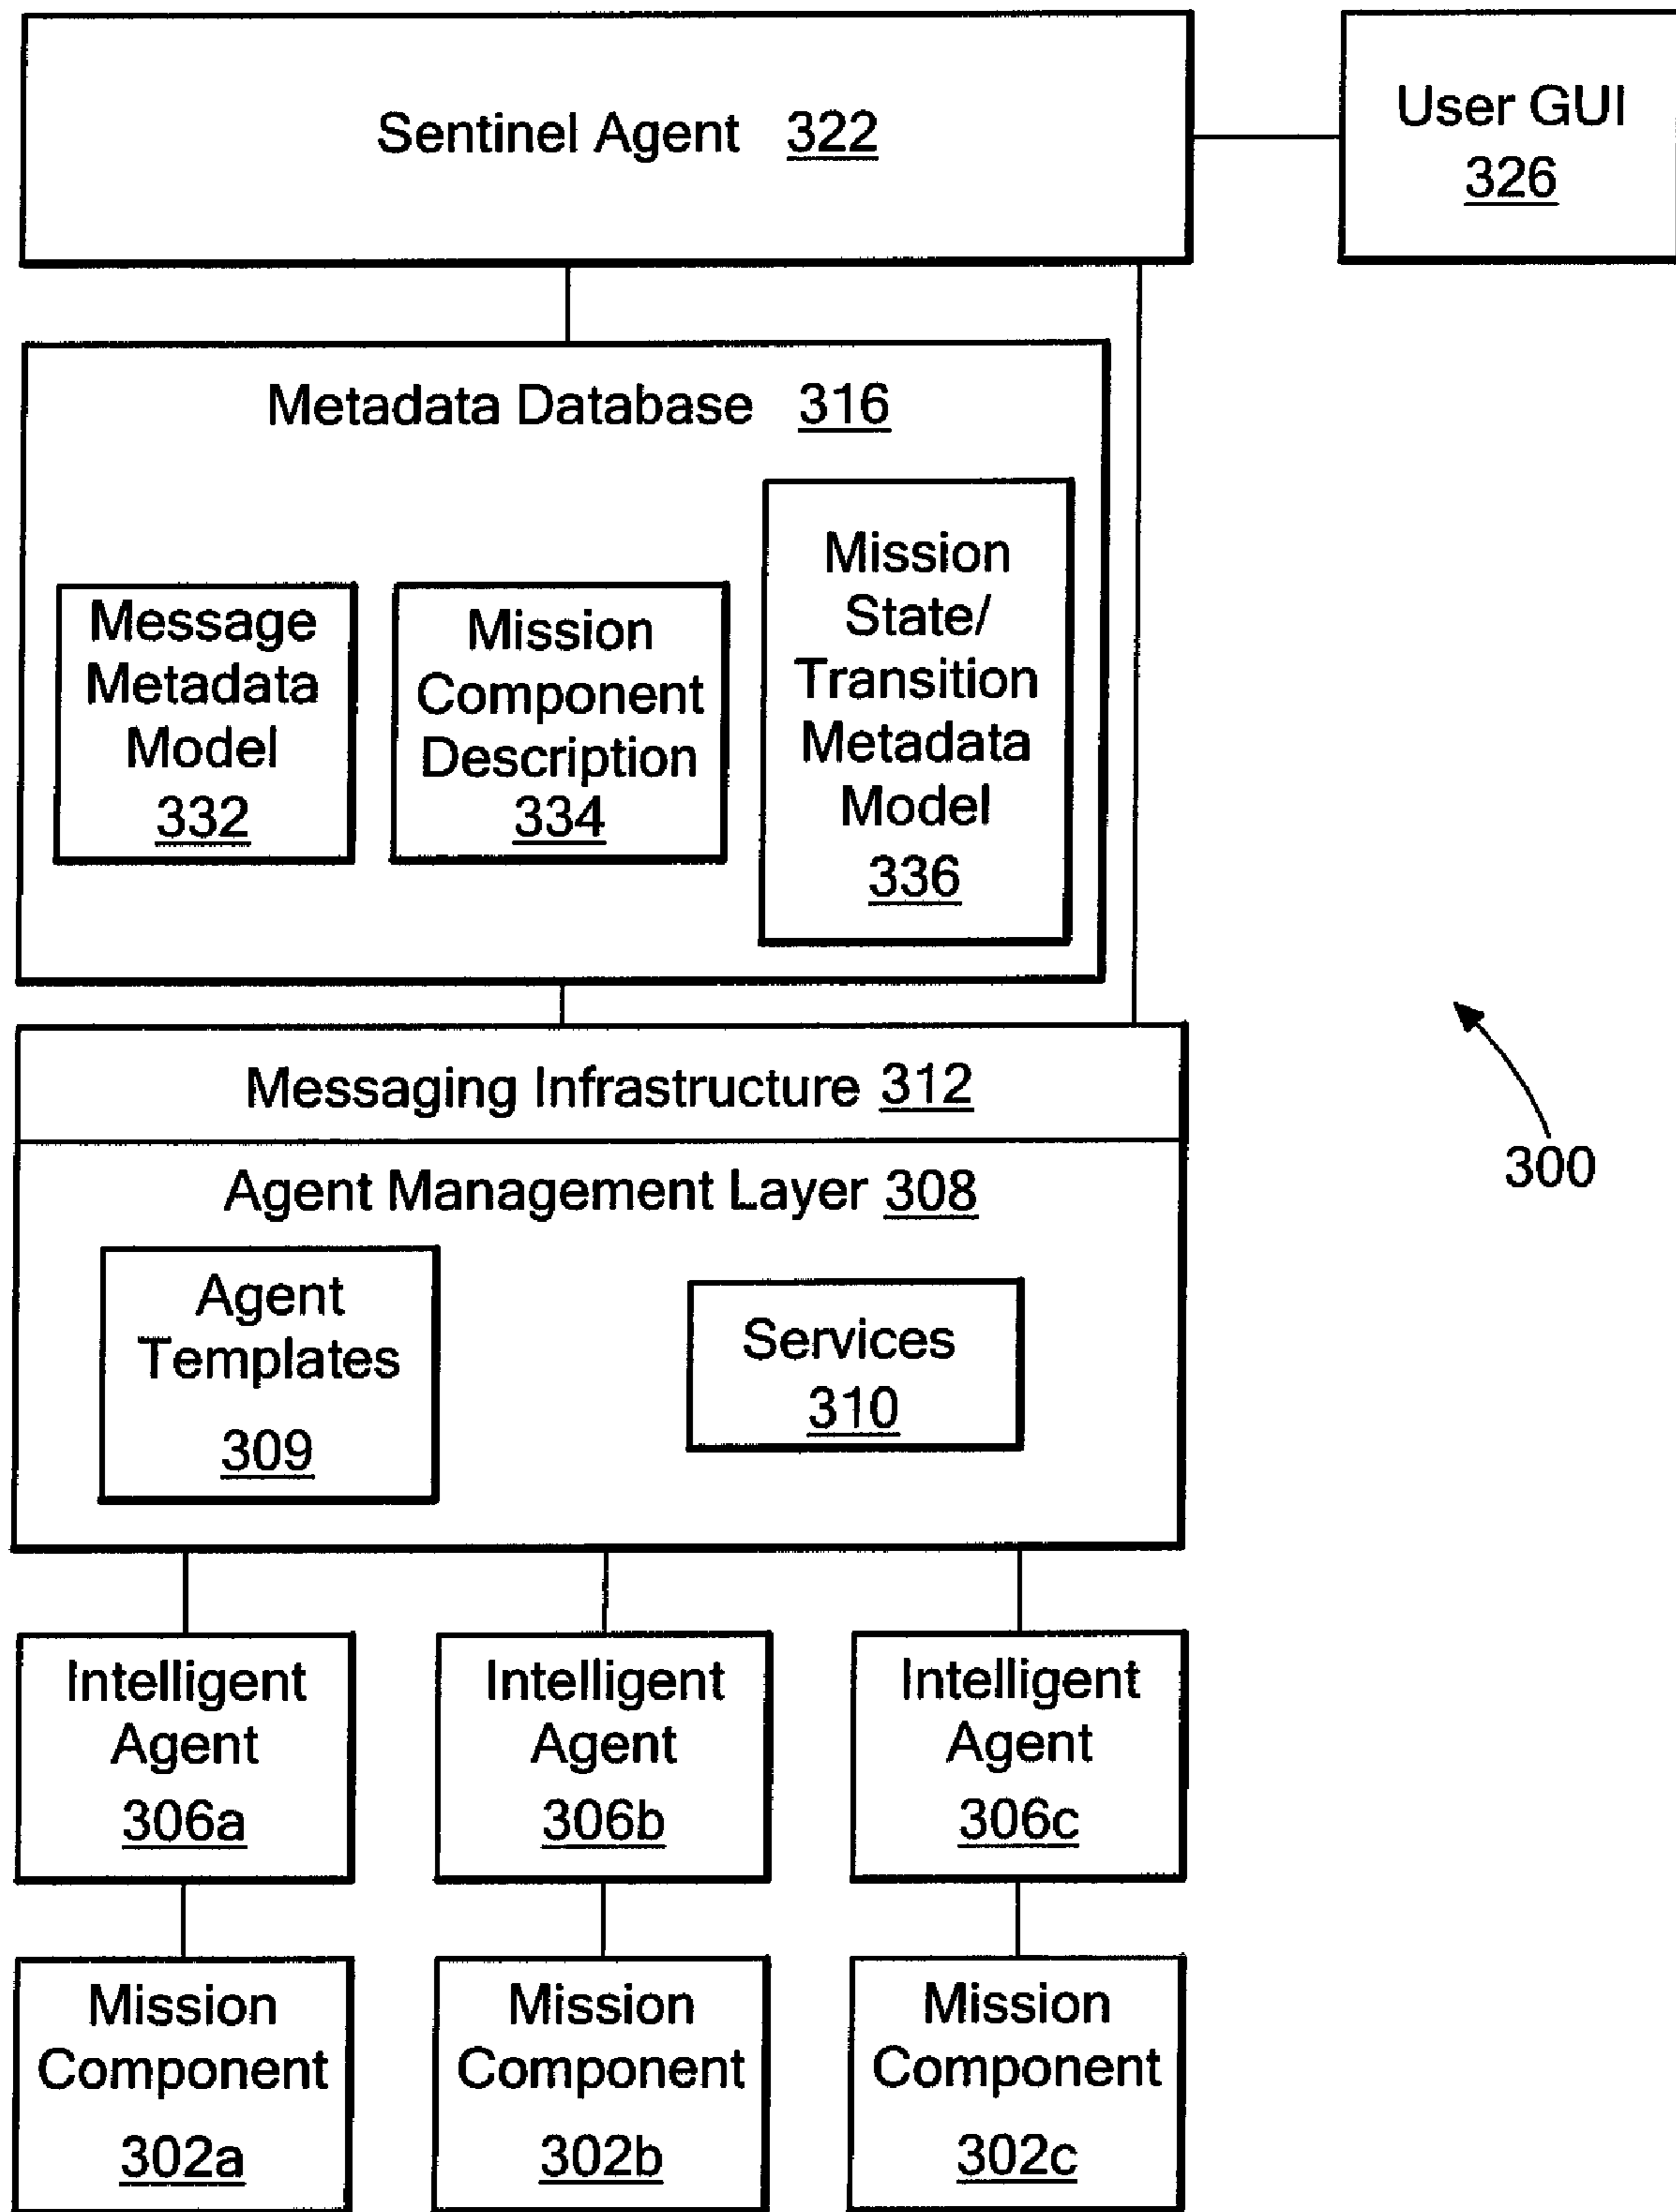 Sentinel Agent 322
User GUI
326
Metadata Database 316
Message
Metadata
Model
332
Mission
Component
Description
334
Mission
State/
Transition
Metadata
Model
336
Messaging Infrastructure 312
300
Agent Management Layer 308
Agent
Templates
309
Services
310
Intelligent
Agent
306a
Intelligent
Agent
306b
Intelligent
Agent
306c
Mission
Component
302a
Mission
Component
302b
Mission
Component
302c